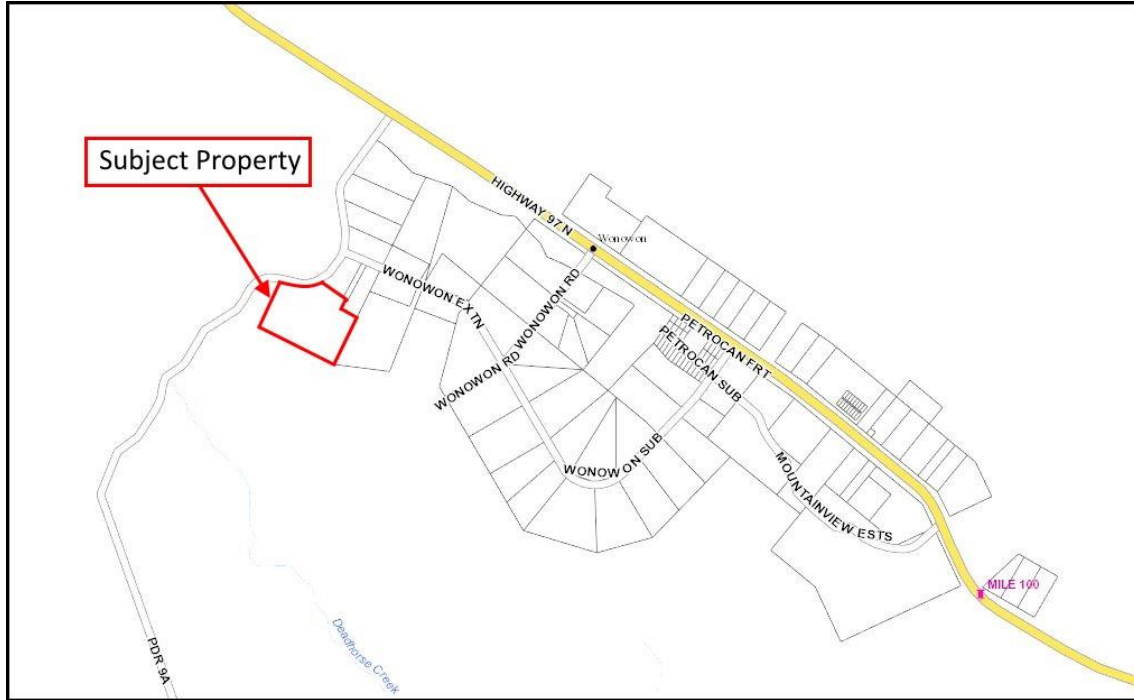 Subject Property
HIGHWAY 97 N
Wonowon
WONOWON EXTN
WONOWON RD
WONOWON RD
PETROCAN FRT
PETROCAN SUB
WONOWON SUB
MOUNTAINVIEW ESTS
MILE 100
Deadhorse Creek
PDR 9A